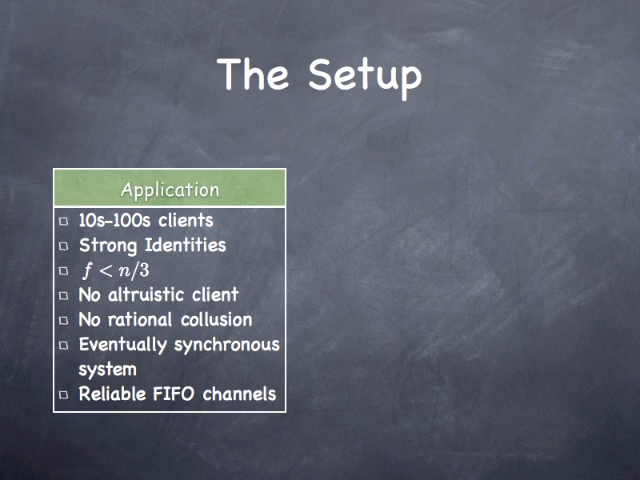 The Setup
Application
10s-100s clients
Strong Identities
f < n/3
No altruistic client
No rational collusion
Eventually synchronous
system
Reliable FIFO channels